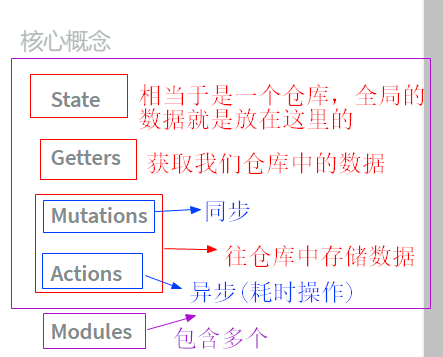 核心概念
State
相当于是一个仓库，全局的
数据就是放在这里的
Getters
获取我们仓库中的数据
Mutations
同步
往仓库中存储数据
Actions
异步(耗时操作)
Modules
包含多个